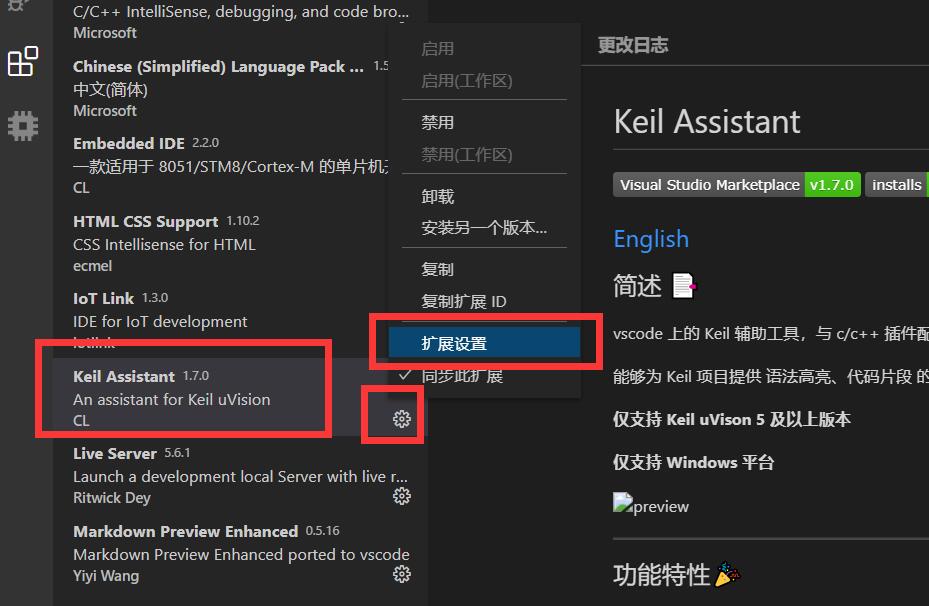 C/C++ IntelliSense, debugging, and code bro...
Microsoft
Chinese (Simplified) Language Pack ...
中文(简体)
Microsoft
Embedded IDE 2.2.0
一款适用于 8051/STM8/Cortex-M 的单片机
CL
HTML CSS Support 1.10.2
CSS Intellisense for HTML
ecmel
IoT Link 1.3.0
IDE for IoT development
iotlink
Keil Assistant 1.7.0
An assistant for Keil uVision
CL
Live Server 5.6.1
Launch a development local Server with live r...
Ritwick Dey
Markdown Preview Enhanced 0.5.16
Markdown Preview Enhanced ported to vscode
Yiyi Wang
启用
启用(工作区)
禁用
禁用(工作区)
卸载
安装另一个版本...
复制
复制扩展 ID
扩展设置
同步此扩展
更改日志
Keil Assistant
Visual Studio Marketplace v1.7.0 installs
English
简述
vscode 上的 Keil 辅助工具，与 c/c++ 插件配
能够为 Keil 项目提供 语法高亮、代码片段 的
仅支持 Keil uVison 5 及以上版本
仅支持 Windows 平台
preview
功能特性